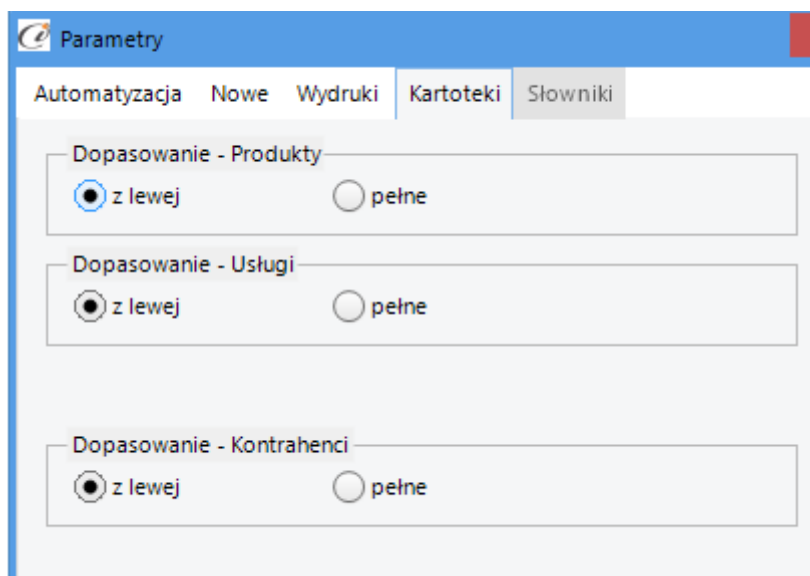 Parametry
Automatyzacja Nowe Wydruki Kartoteki Słowniki
Dopasowanie - Produkty
z lewej pełne
Dopasowanie - Usługi
z lewej pełne
Dopasowanie - Kontrahenci
z lewej pełne